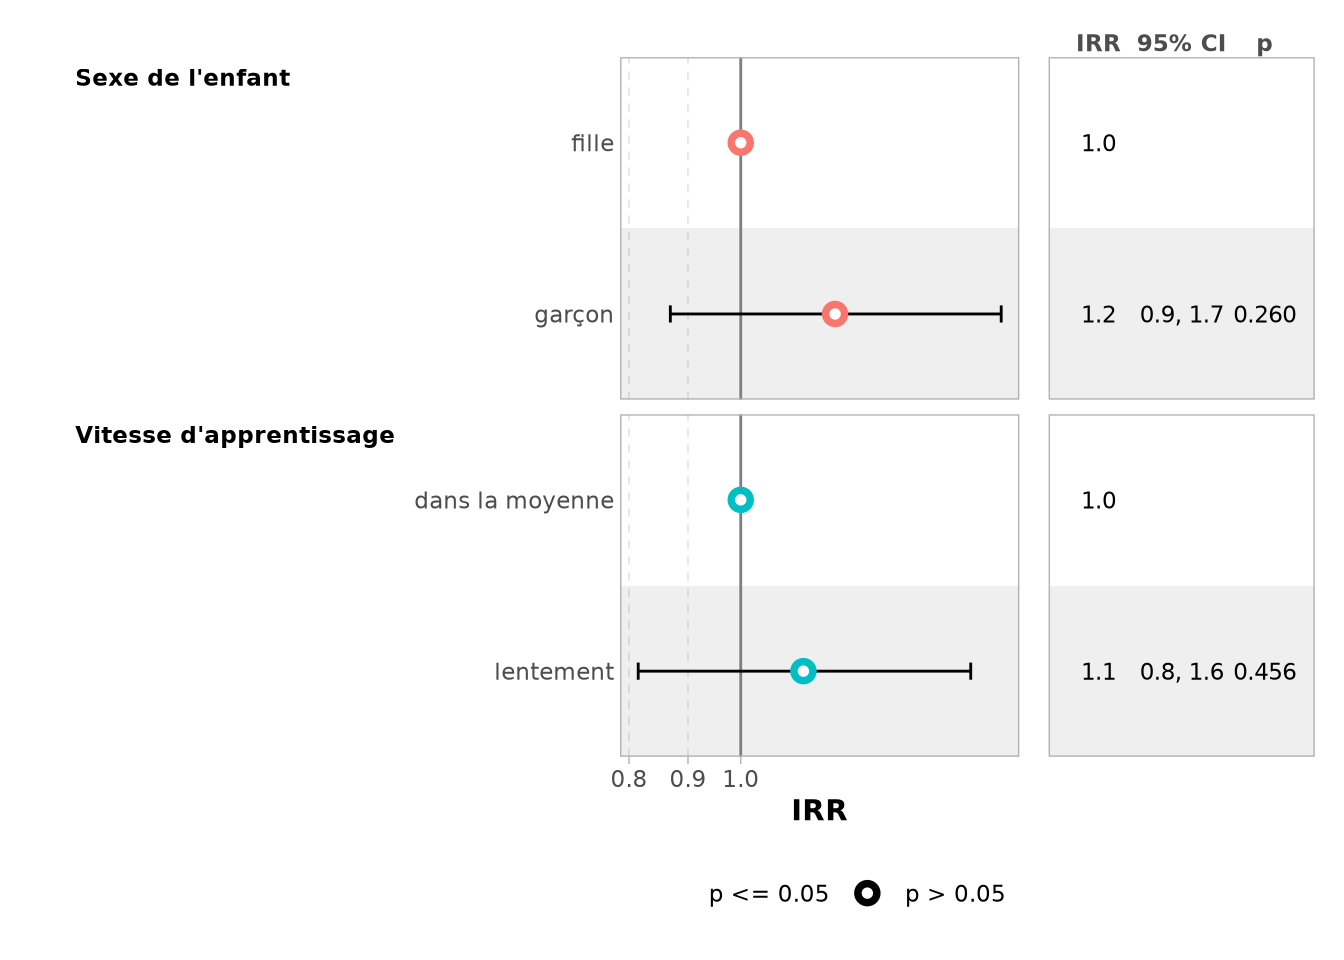 IRR 95% CI p
Sexe de l'enfant
fille 1.0
garçon 1.2 0.9, 1.7 0.260
Vitesse d'apprentissage
dans la moyenne 1.0
lentement 1.1 0.8, 1.6 0.456
0.8 0.9 1.0
IRR
p <= 0.05 p > 0.05